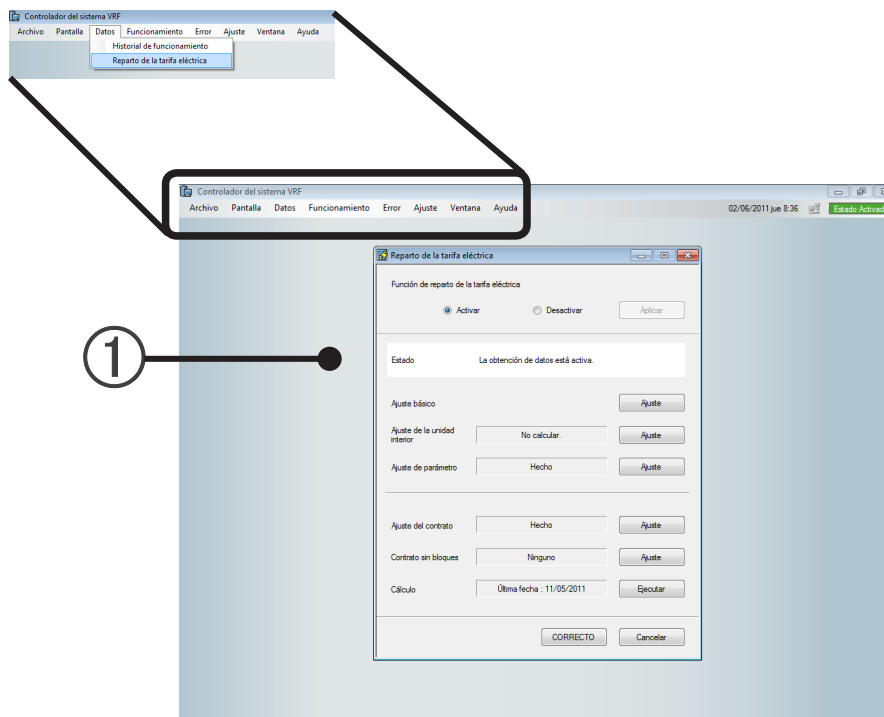 Controlador del sistema VRF
Archivo Pantalla Datos Funcionamiento Error Ajuste Ventana Ayuda
Historial de funcionamiento
Reparto de la tarifa eléctrica
Controlador del sistema VRF
Archivo Pantalla Datos Funcionamiento Error Ajuste Ventana Ayuda 02/06/2011 jue 8:36 Estado Activad
Reparto de la tarifa eléctrica
Función de reparto de la tarifa eléctrica
Activar Desactivar Aplicar
1
Estado La obtención de datos está activa.
Ajuste básico Ajuste
Ajuste de la unidad
interior No calcular. Ajuste
Ajuste de parámetro Hecho Ajuste
Ajuste del contrato Hecho Ajuste
Contrato sin bloques Ninguno Ajuste
Cálculo Última fecha : 11/05/2011 Ejecutar
CORRECTO Cancelar